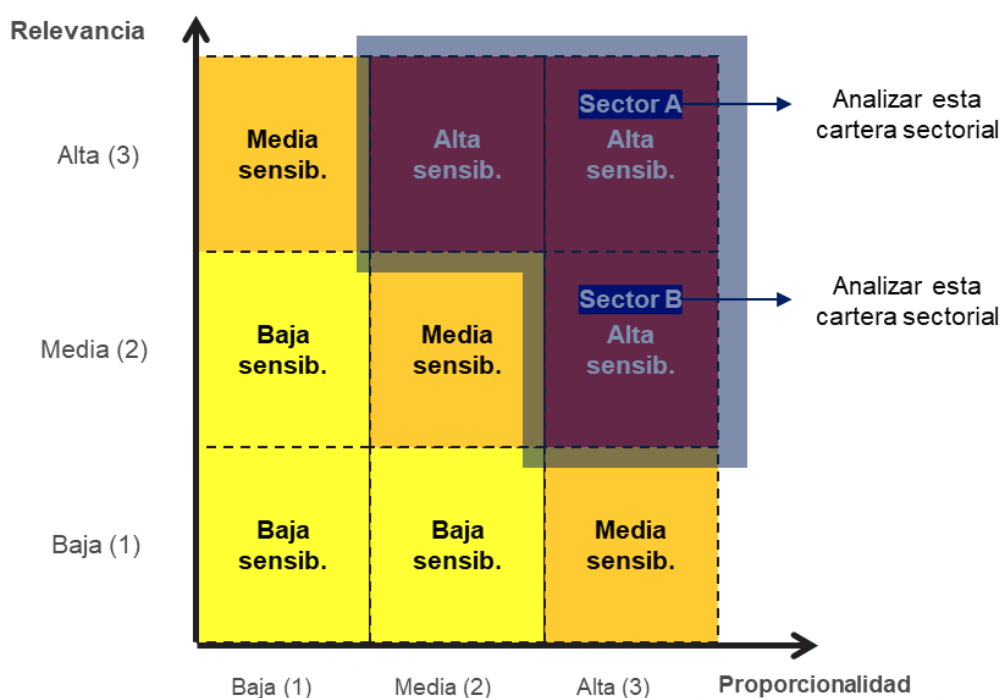 Relevancia
Alta (3)
Media
sensib.
Alta
sensib.
Sector A
Alta
sensib.
Analizar esta
cartera sectorial
Media (2)
Baja
sensib.
Media
sensib.
Sector B
Alta
sensib.
Analizar esta
cartera sectorial
Baja (1)
Baja
sensib.
Baja
sensib.
Media
sensib.
Baja (1)
Media (2)
Alta (3)
Proporcionalidad